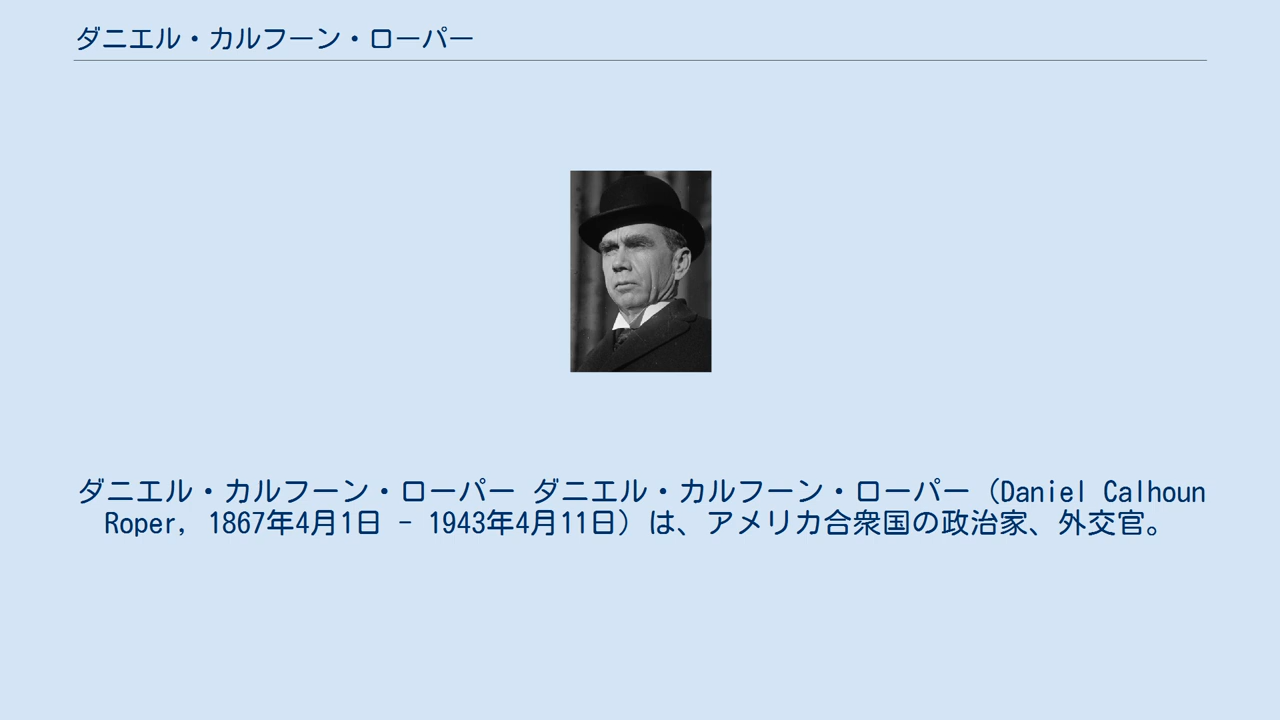 ダニエル・カルフーン・ローパー
ダニエル・カルフーン・ローパー ダニエル・カルフーン・ローパー（Daniel Calhoun
Roper, 1867年4月1日 - 1943年4月11日）は、アメリカ合衆国の政治家、外交官。